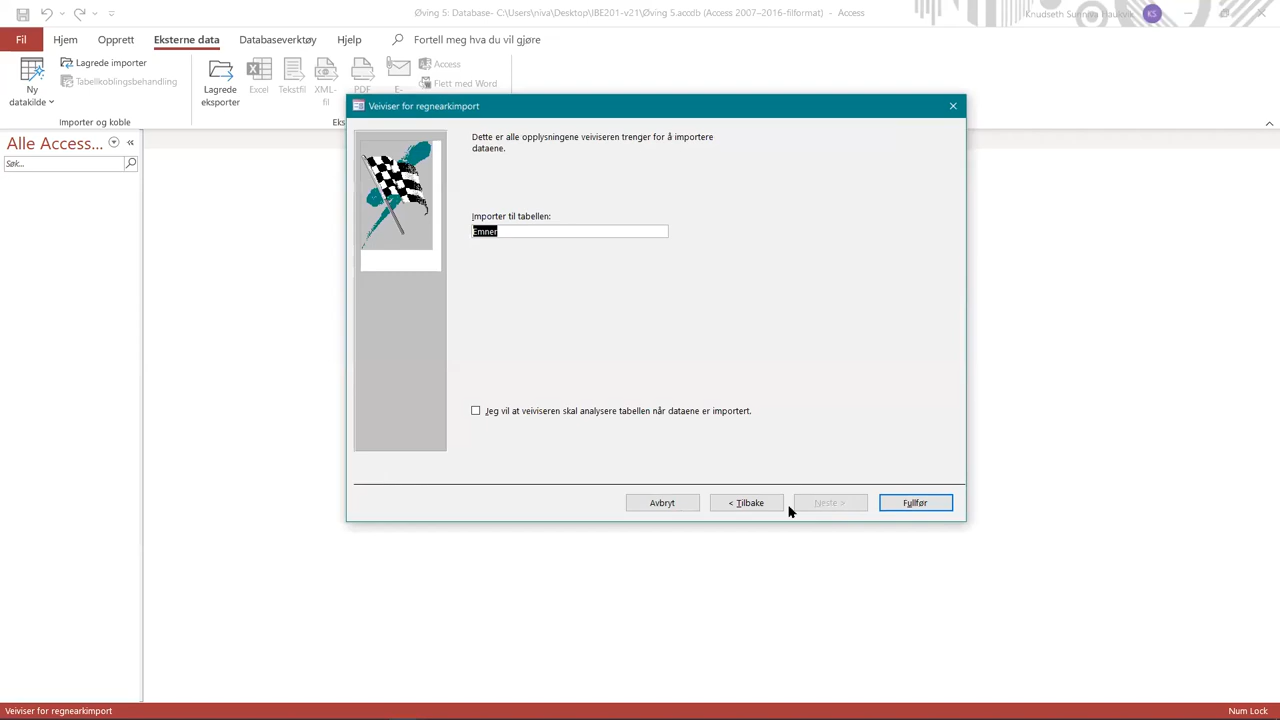 Øving 5: Database- C:\Users\niva\Desktop\IBE201-v21\Øving 5.accdb (Access 2007–2016-filformat) - Access
Knudseth Sunniva Haukvik
KS
Fil
Hjem
Opprett
Eksterne data
Databaseverktøy
Hjelp
Fortell meg hva du vil gjøre
Ny datakilde
Lagrede importer
Tabellkoblingsbehandling
Importer og koble
Lagrede eksporter
Excel
Tekstfil
XML-fil
PDF
E-
Access
Flett med Word
Eks
Alle Access...
Søk...
Veiviser for regnearkimport
Dette er alle opplysningene veiviseren trenger for å importere
dataene.
Importer til tabellen:
Emner
Jeg vil at veiviseren skal analysere tabellen når dataene er importert.
Avbryt
< Tilbake
Neste >
Fullfør
Veiviser for regnearkimport
Num Lock